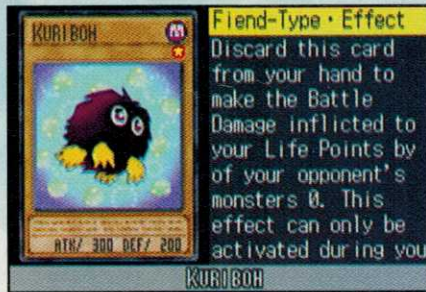 KURIBOH
ATK/ 300 DEF/ 200
Fiend-Type・Effect
Discard this card
from your hand to
make the Battle
Damage inflicted to
your Life Points by
of your opponent's
monsters 0. This
effect can only be
activated during you
KURIBOH